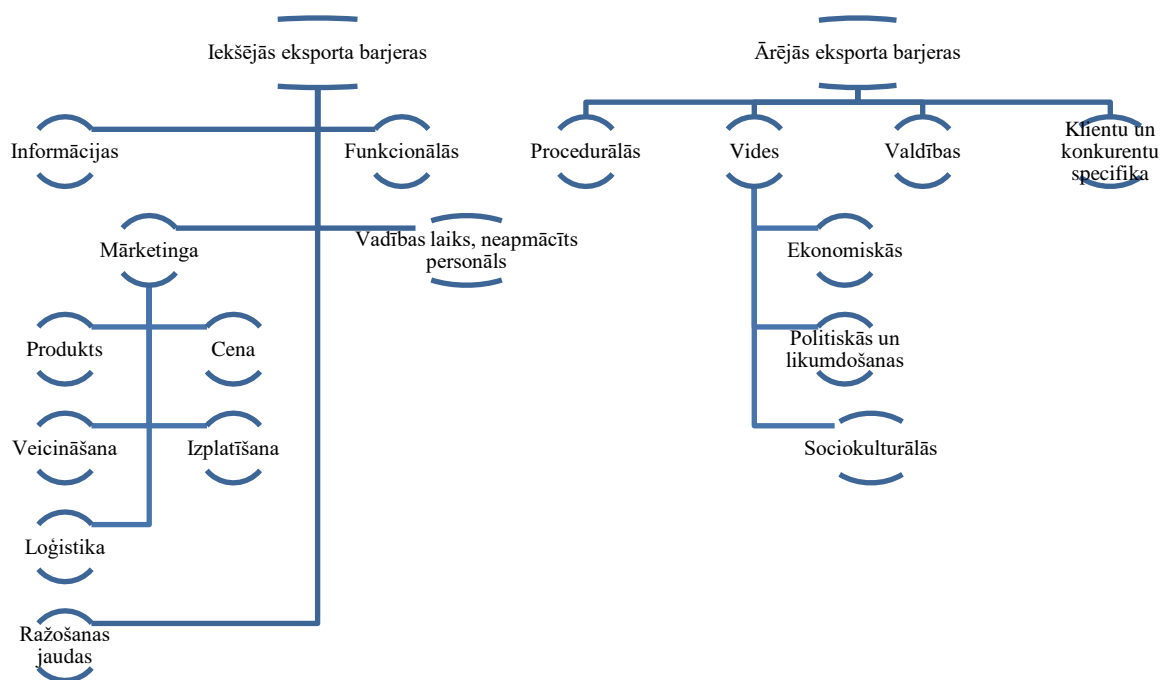 Iekšējās eksporta barjeras
Ārējās eksporta barjeras
Informācijas
Funkcionālās
Procedurālās
Vides
Valdības
Klientu un
konkurentu
specifika
Mārketinga
Vadības laiks, neapmācīts
personāls
Ekonomiskās
Produkts
Cena
Politiskās un
likumdošanas
Veicināšana
Izplatīšana
Sociokulturālās
Loģistika
Ražošanas
jaudas